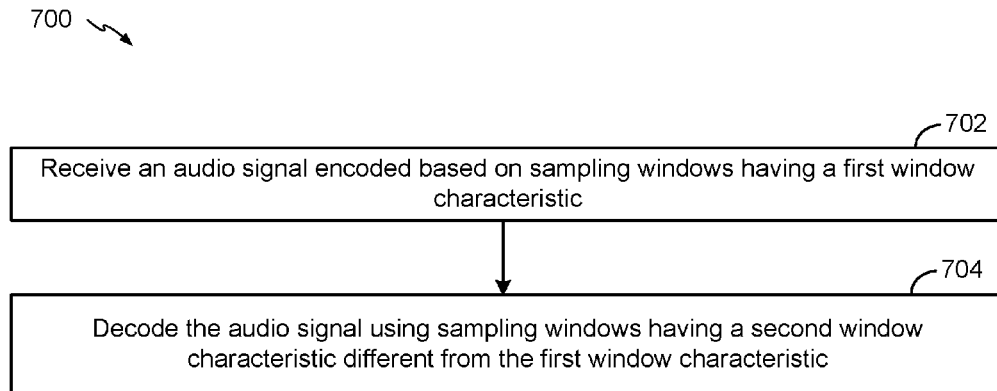 700
702
Receive an audio signal encoded based on sampling windows having a first window
characteristic
704
Decode the audio signal using sampling windows having a second window
characteristic different from the first window characteristic